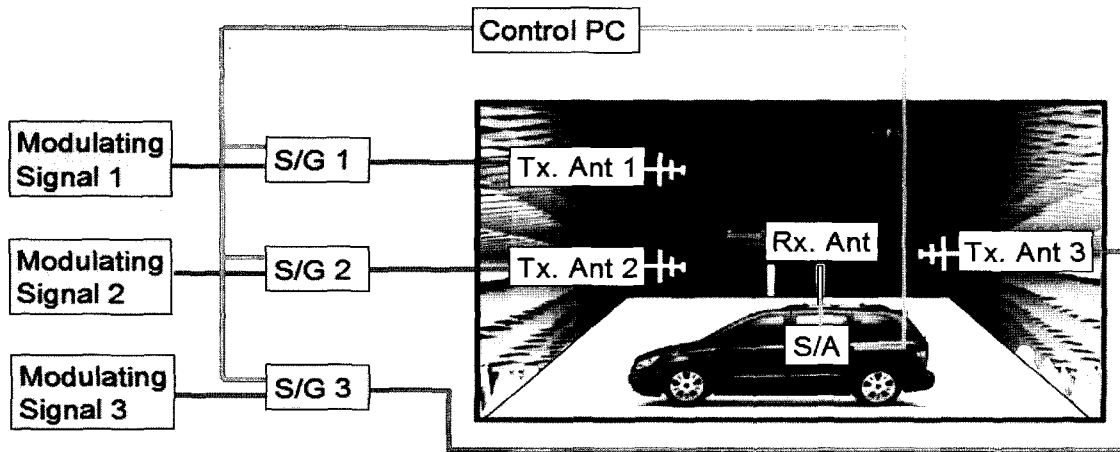 Control PC
Modulating
Signal 1
S/G 1
Tx. Ant 1
Modulating
Signal 2
S/G 2
Tx. Ant 2
Rx. Ant
Tx. Ant 3
S/A
Modulating
Signal 3
S/G 3